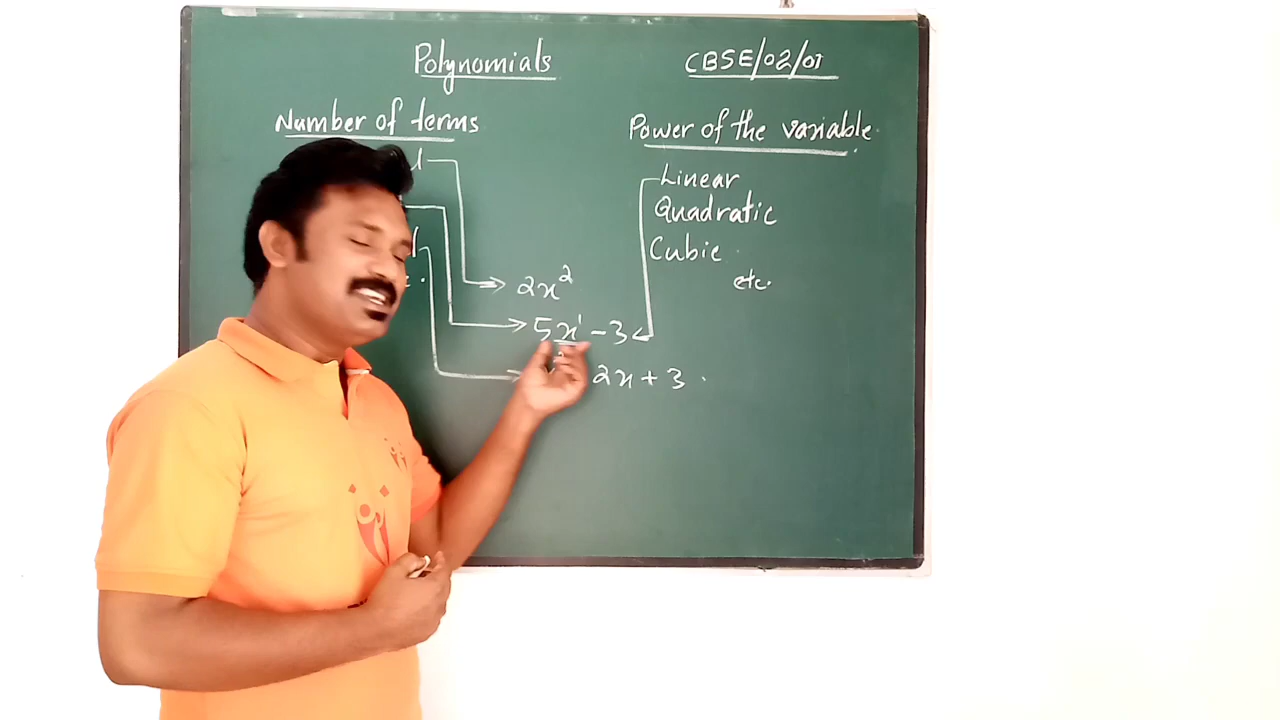 Polynomials
CBSE/02/01
Number of terms
Power of the variable
Linear
Quadratic
Cubic
etc.
2x²
5x¹ - 3
2x + 3